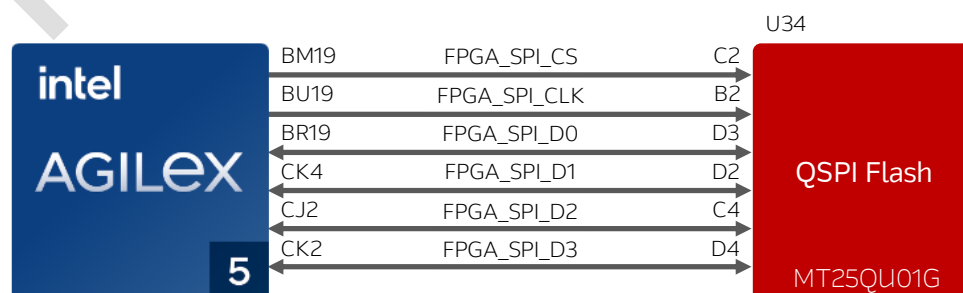 U34
intel
AGILEX
5
BM19 FPGA_SPI_CS C2
BU19 FPGA_SPI_CLK B2
BR19 FPGA_SPI_D0 D3
CK4 FPGA_SPI_D1 D2
CJ2 FPGA_SPI_D2 C4
CK2 FPGA_SPI_D3 D4
QSPI Flash
MT25QU01G